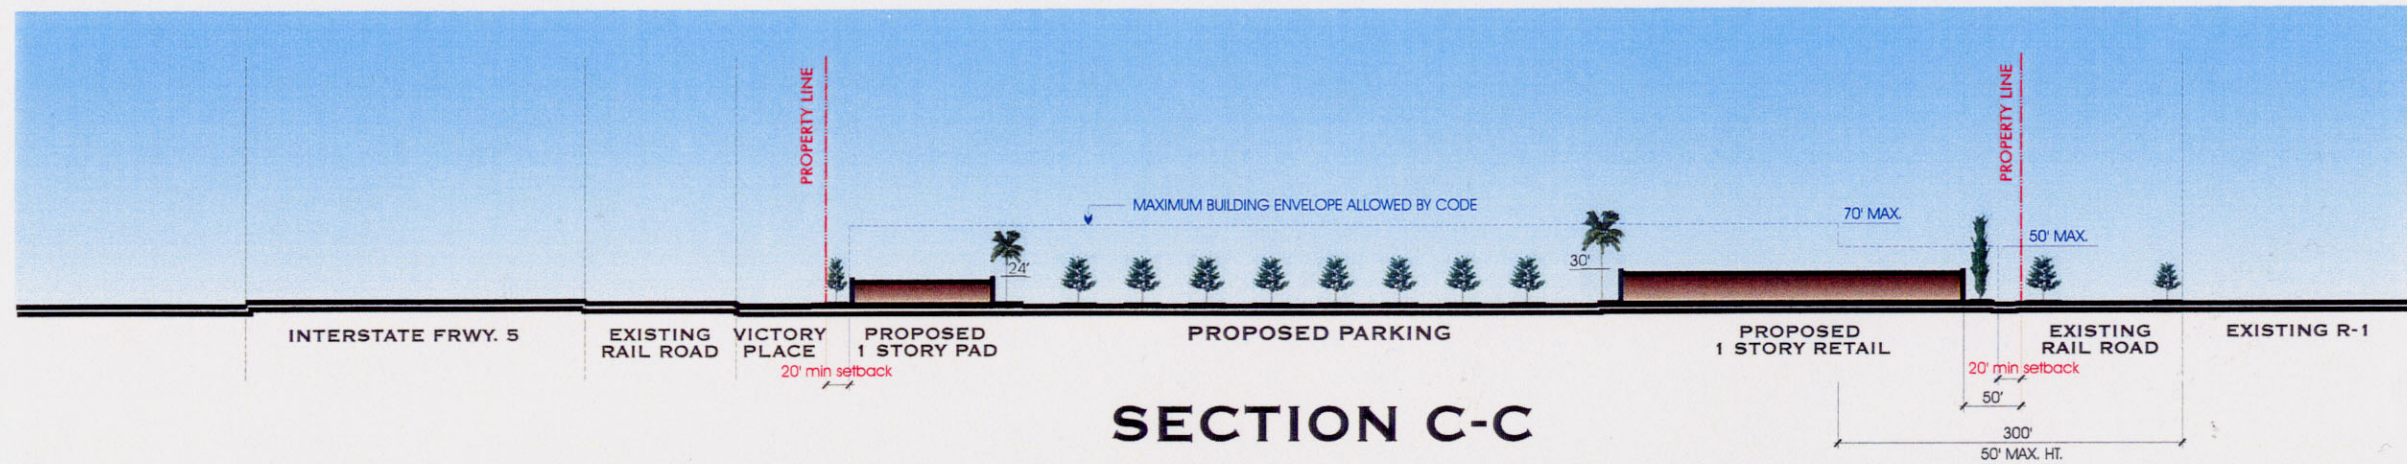 PROPERTY LINE
PROPERTY LINE
MAXIMUM BUILDING ENVELOPE ALLOWED BY CODE
70' MAX.
50' MAX.
24'
30'
INTERSTATE FRWY. 5
EXISTING
RAIL ROAD
VICTORY
PLACE
PROPOSED
1 STORY PAD
PROPOSED PARKING
PROPOSED
1 STORY RETAIL
EXISTING
RAIL ROAD
EXISTING R-1
20' min setback
20' min setback
50'
SECTION C-C
300'
50' MAX. HT.